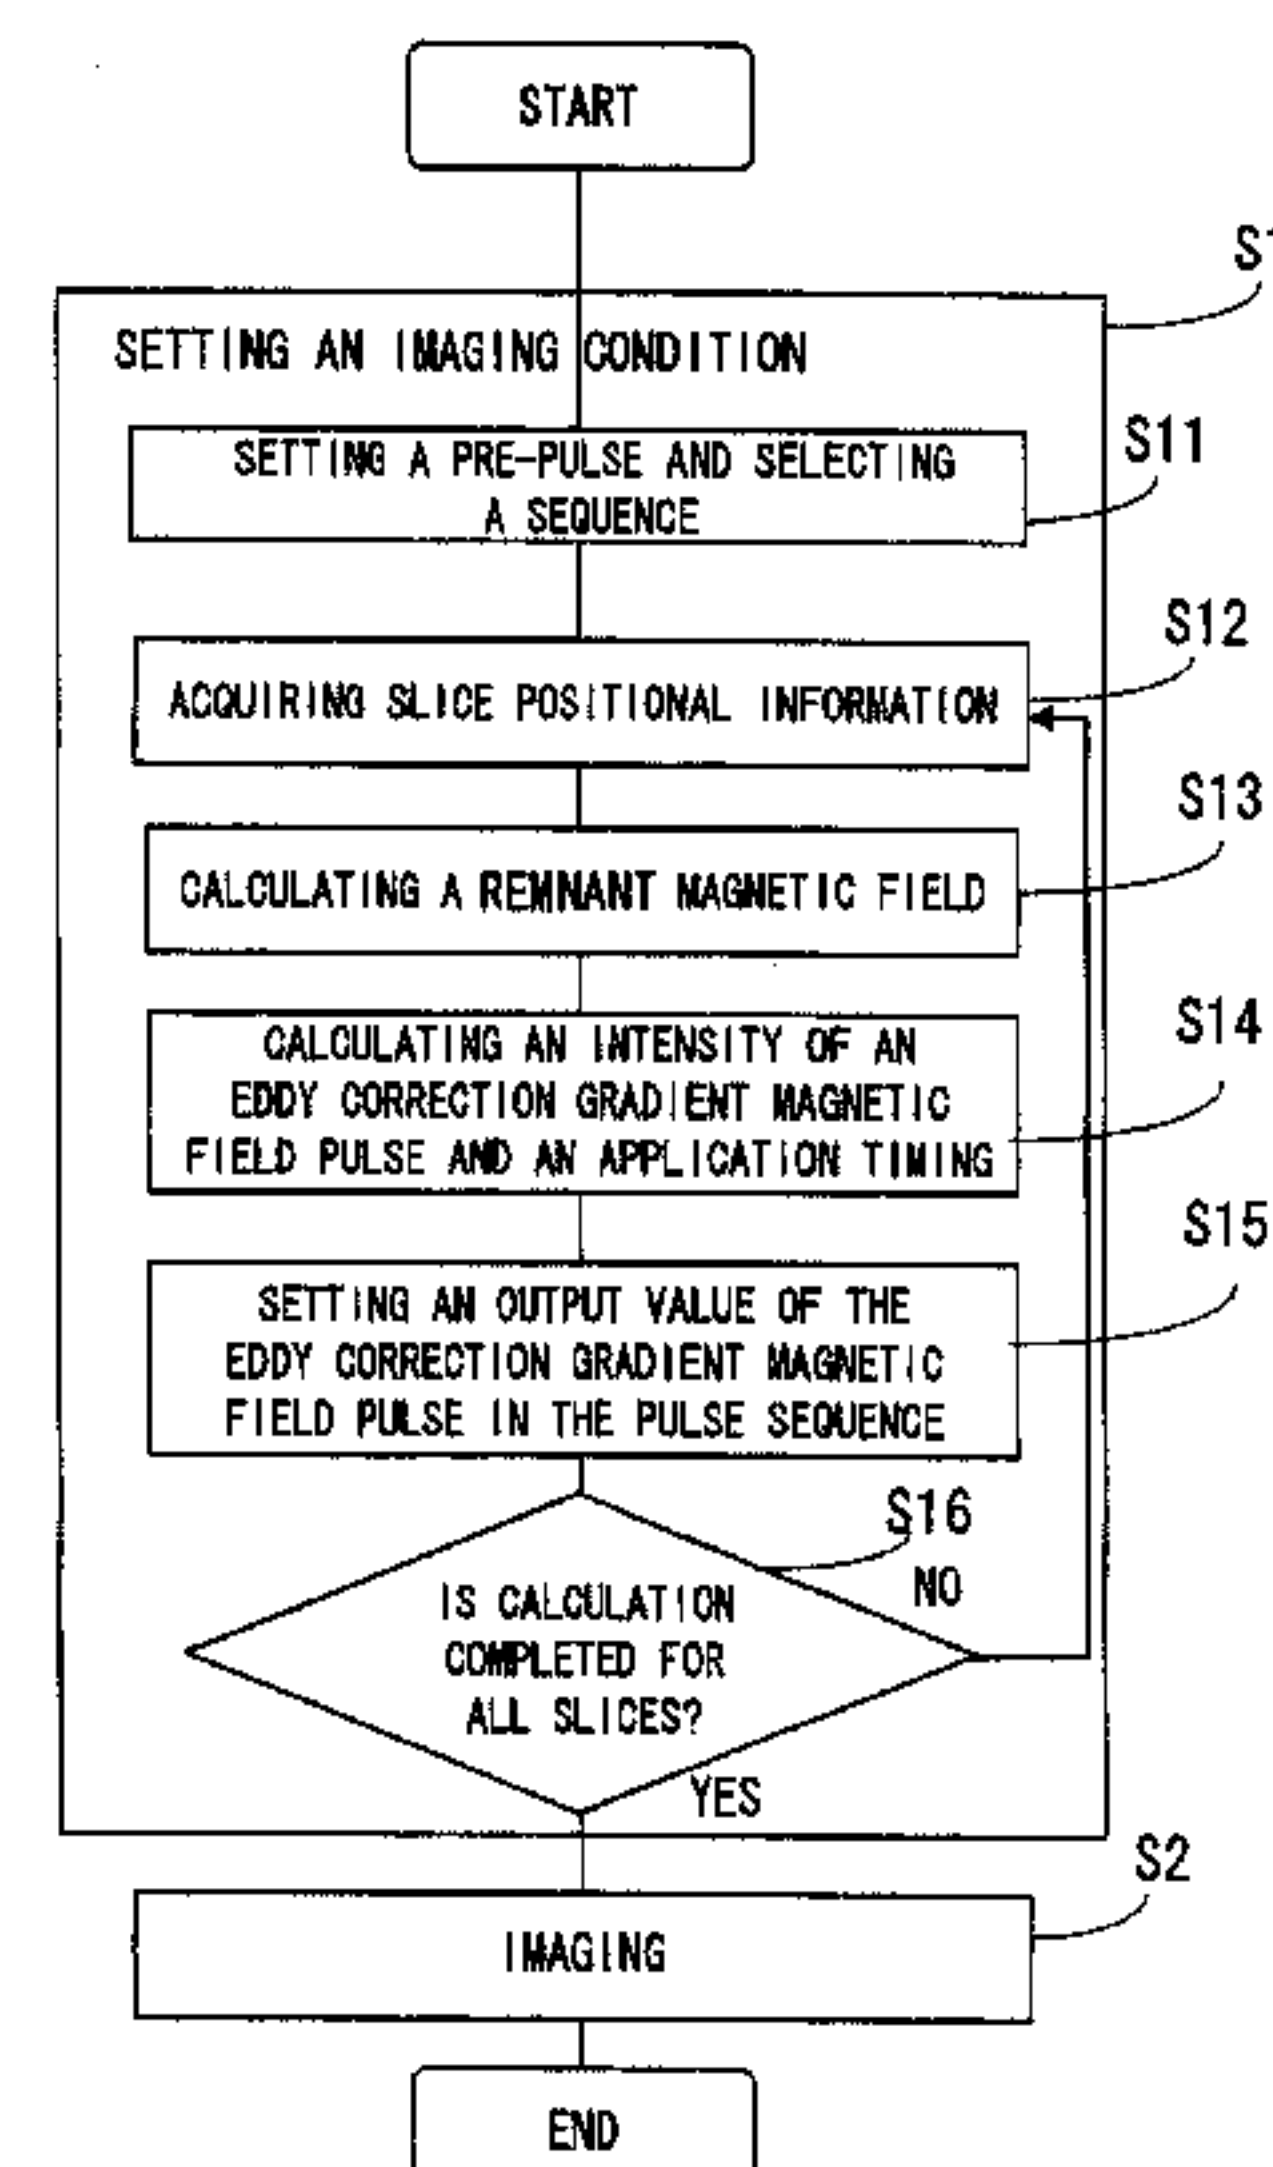 START
SETTING AN IMAGING CONDITION
S11
SETTING A PRE-PULSE AND SELECTING
A SEQUENCE
S12
ACQUIRING SLICE POSITIONAL INFORMATION
S13
CALCULATING A REMNANT MAGNETIC FIELD
S14
CALCULATING AN INTENSITY OF AN
EDDY CORRECTION GRADIENT MAGNETIC
FIELD PULSE AND AN APPLICATION TIMING
S15
SETTING AN OUTPUT VALUE OF THE
EDDY CORRECTION GRADIENT MAGNETIC
FIELD PULSE IN THE PULSE SEQUENCE
S16
NO
IS CALCULATION
COMPLETED FOR
ALL SLICES?
YES
S2
IMAGING
END